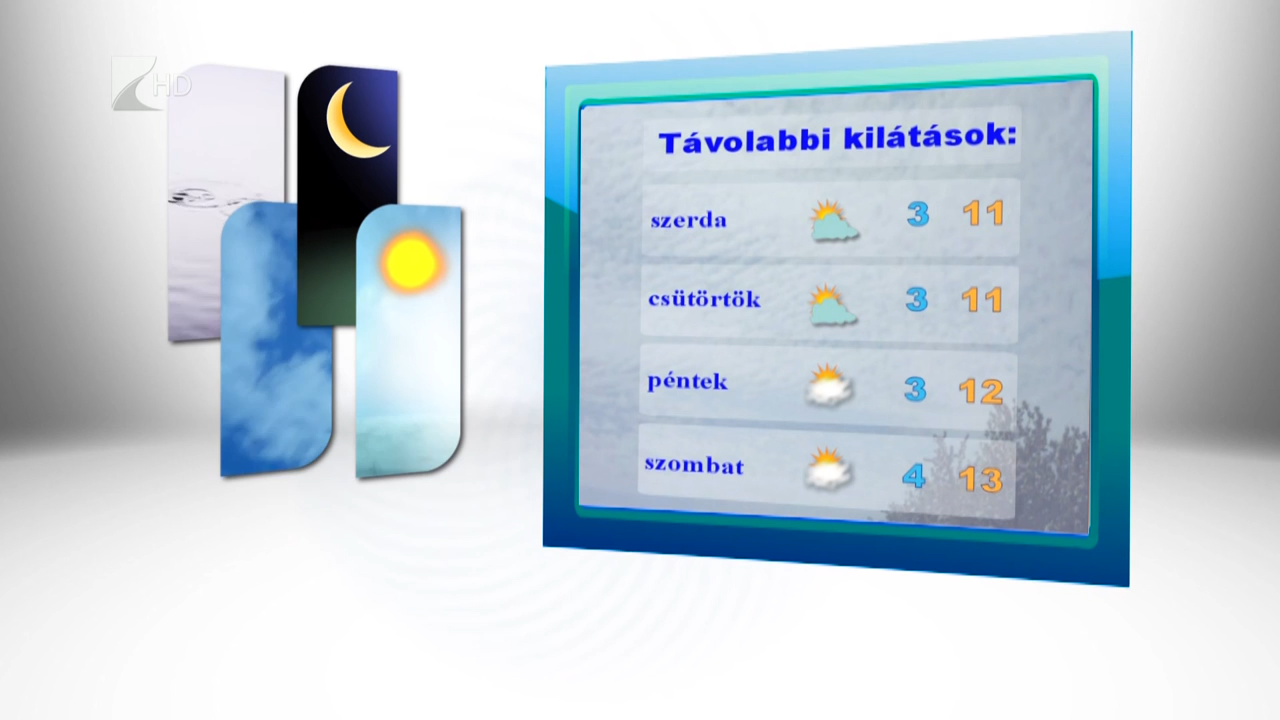 HD
Távolabbi kilátások:
szerda 3 11
csütörtök 3 11
péntek 3 12
szombat 4 13